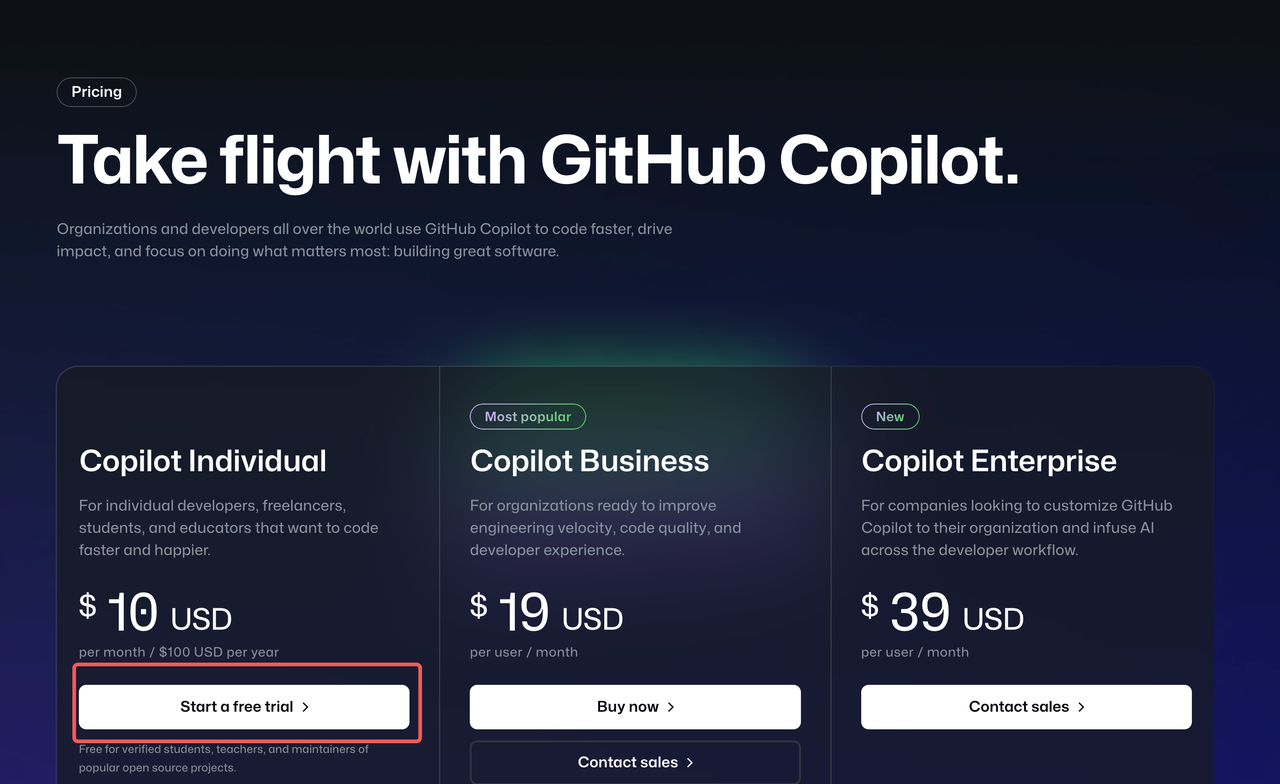 Pricing
Take flight with GitHub Copilot.
Organizations and developers all over the world use GitHub Copilot to code faster, drive
impact, and focus on doing what matters most: building great software.
Copilot Individual
For individual developers, freelancers,
students, and educators that want to code
faster and happier.
$ 10 USD
per month / $100 USD per year
Start a free trial >
Free for verified students, teachers, and maintainers of
popular open source projects.
Most popular
Copilot Business
For organizations ready to improve
engineering velocity, code quality, and
developer experience.
$ 19 USD
per user / month
Buy now >
Contact sales >
New
Copilot Enterprise
For companies looking to customize GitHub
Copilot to their organization and infuse AI
across the developer workflow.
$ 39 USD
per user / month
Contact sales >